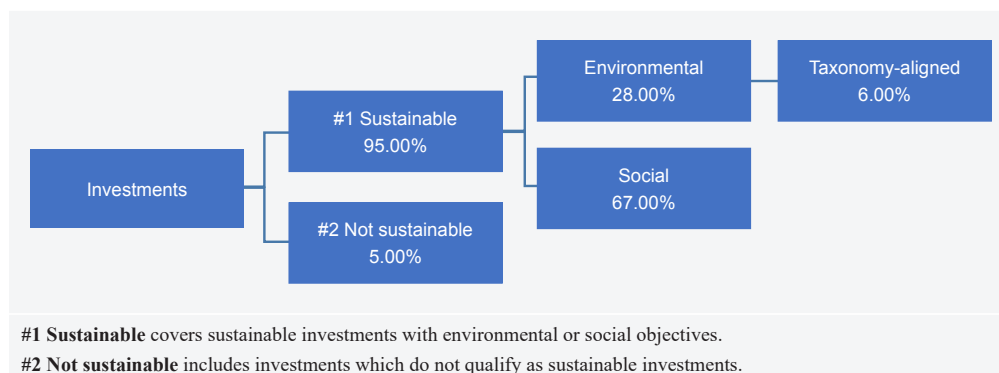 Investments
#1 Sustainable
95.00%
#2 Not sustainable
5.00%
Environmental
28.00%
Social
67.00%
Taxonomy-aligned
6.00%
#1 Sustainable covers sustainable investments with environmental or social objectives.
#2 Not sustainable includes investments which do not qualify as sustainable investments.